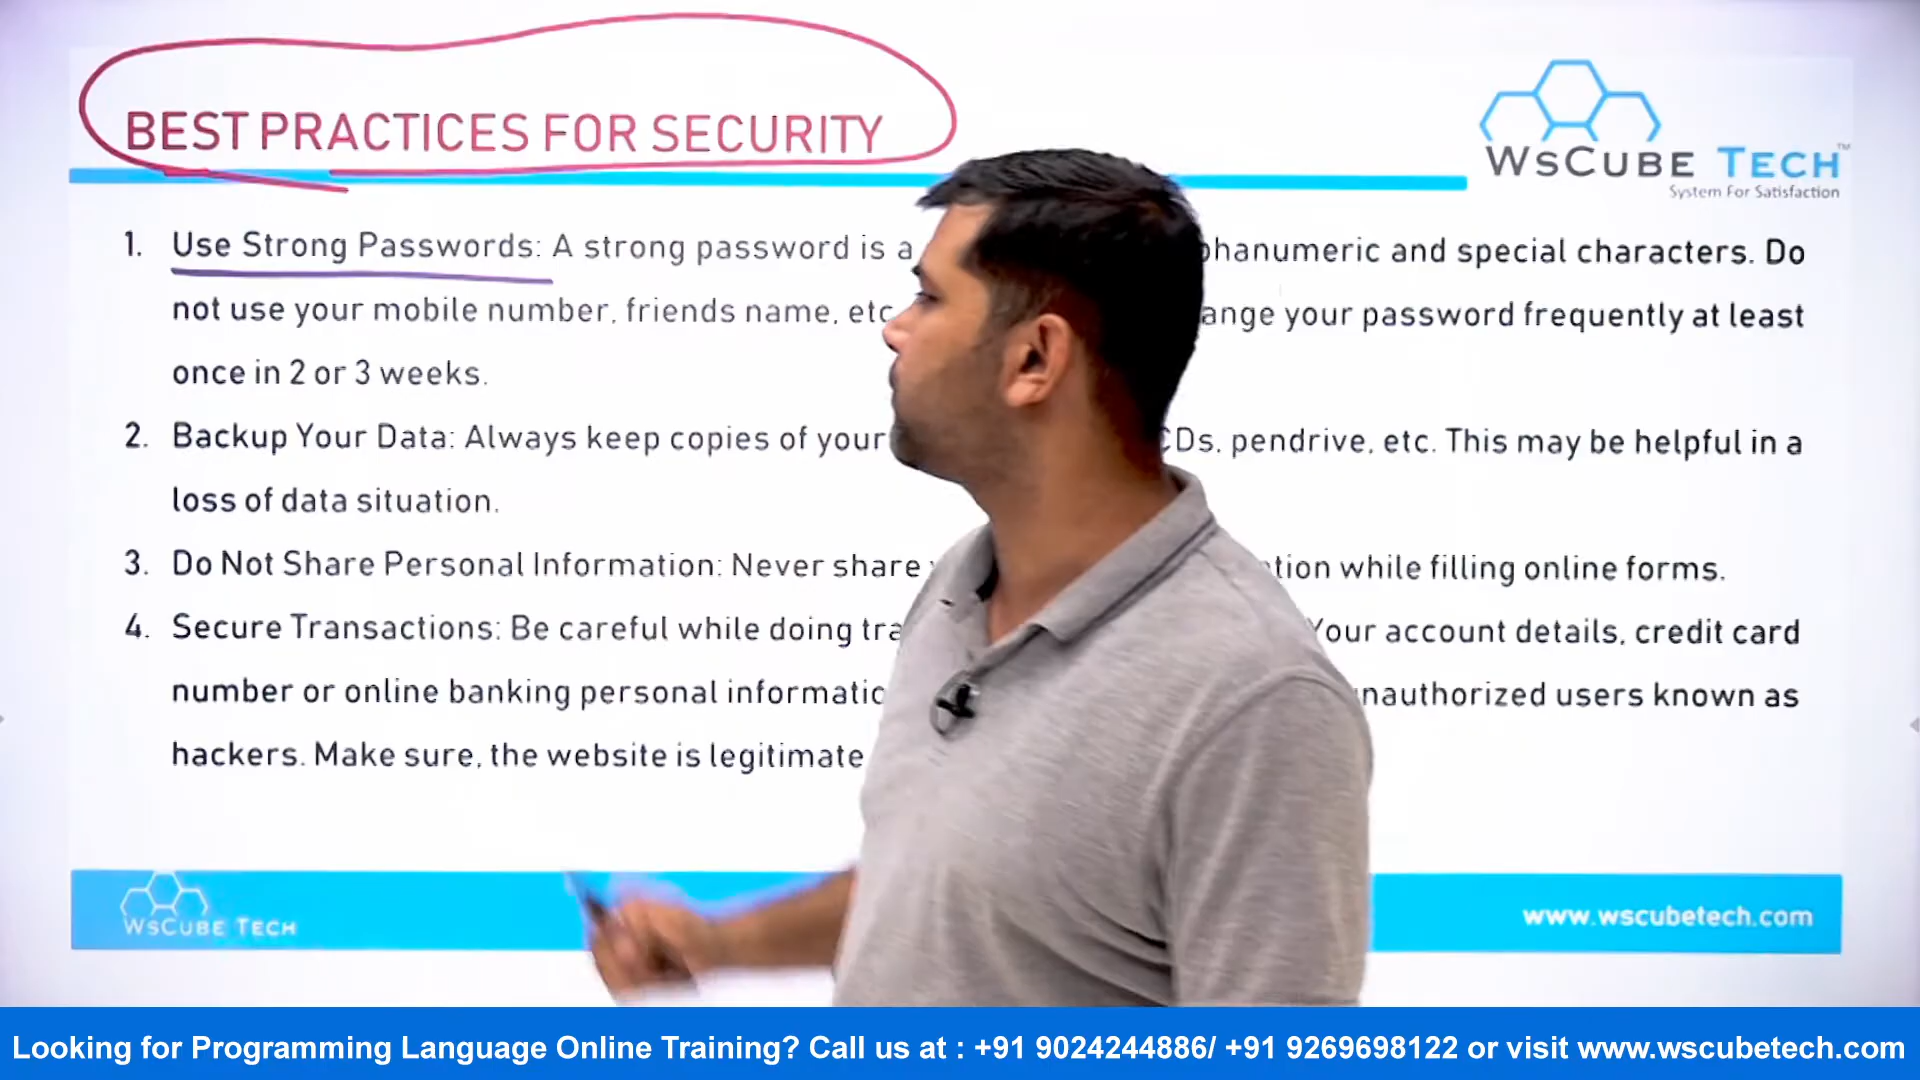 BEST PRACTICES FOR SECURITY
WsCube Tech™
System For Satisfaction
1. Use Strong Passwords: A strong password is a phanumeric and special characters. Do
not use your mobile number, friends name, etc ange your password frequently at least
once in 2 or 3 weeks.
2. Backup Your Data: Always keep copies of your CDs, pendrive, etc. This may be helpful in a
loss of data situation.
3. Do Not Share Personal Information: Never share tion while filling online forms.
4. Secure Transactions: Be careful while doing tra Your account details, credit card
number or online banking personal informatio nauthorized users known as
hackers. Make sure, the website is legitimate
WsCube Tech
www.wscubetech.com
Looking for Programming Language Online Training? Call us at : +91 9024244886/ +91 9269698122 or visit www.wscubetech.com